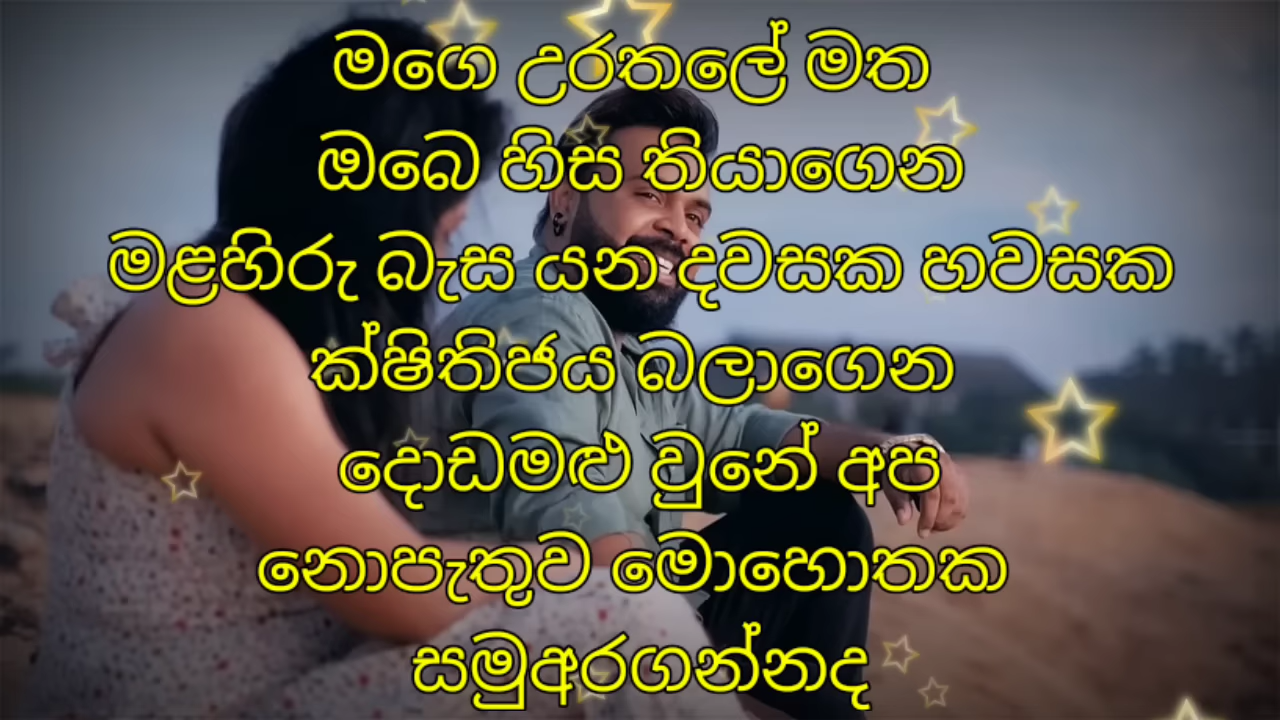 මගෙ උරතලේ මත
ඔබෙ හිස තියාගෙන
මළහිරු බැස යන දවසක හවසක
ක්ෂිතිජය බලාගෙන
දොඩමළු වුනේ අප
නොපැතුව මොහොතක
සමුඅරගන්නද